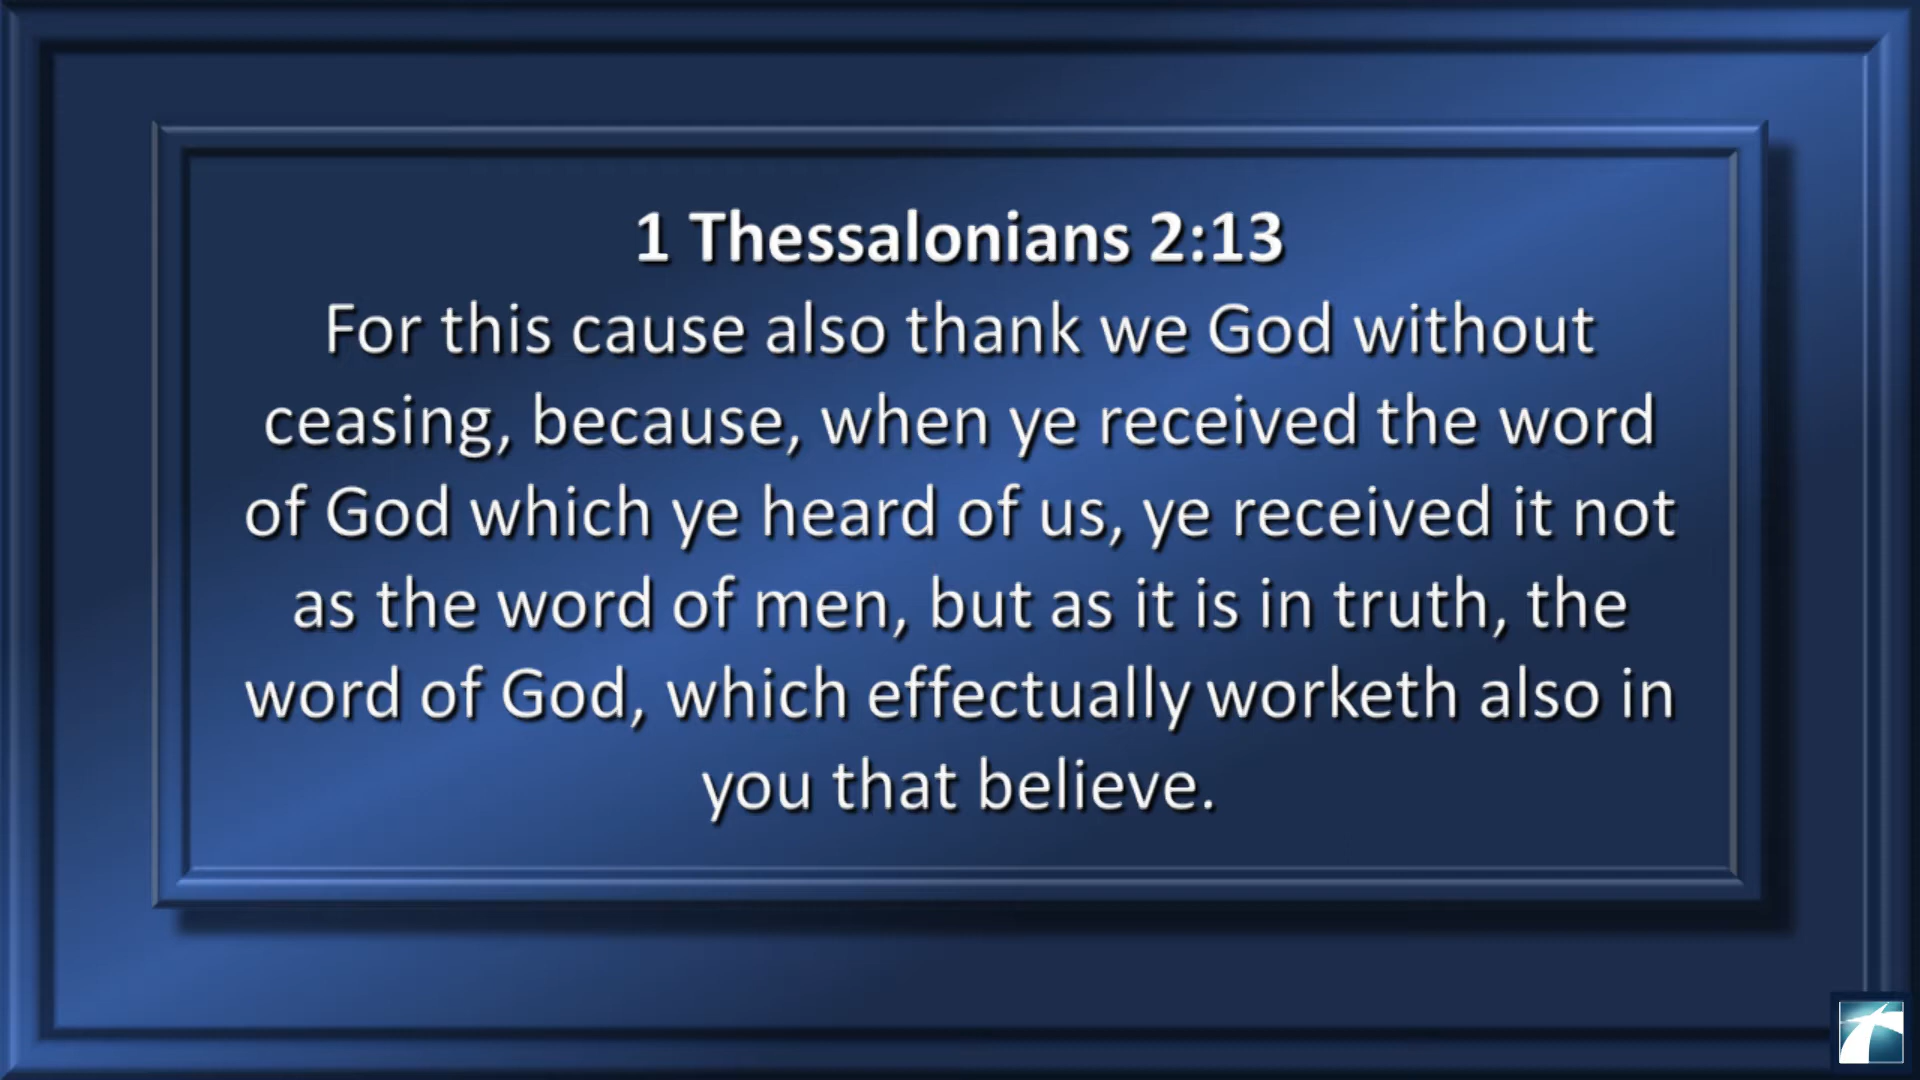 1 Thessalonians 2:13
For this cause also thank we God without
ceasing, because, when ye received the word
of God which ye heard of us, ye received it not
as the word of men, but as it is in truth, the
word of God, which effectually worketh also in
you that believe.